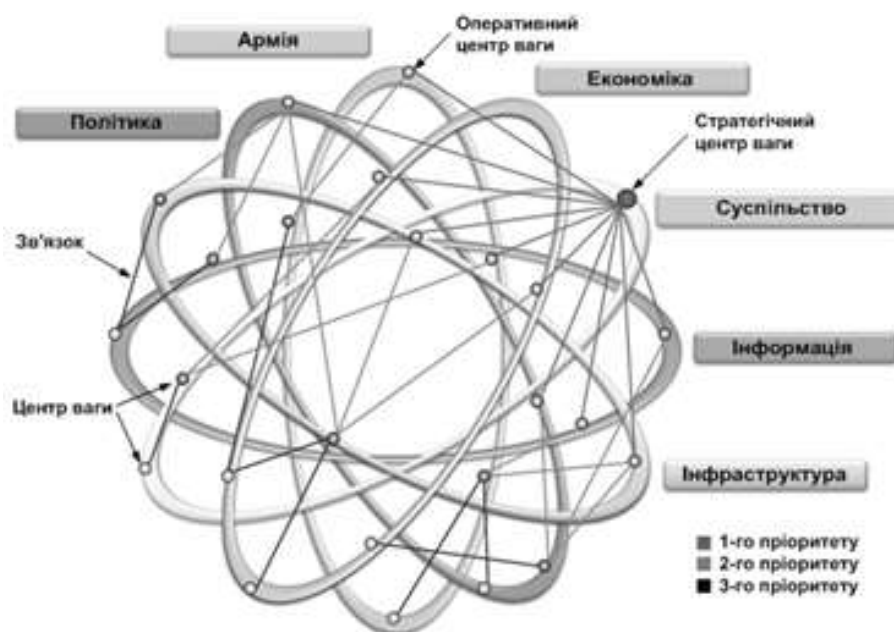 Оперативний
центр ваги
Армія
Економіка
Політика
Стратегічний
центр ваги
Суспільство
Зв'язок
Інформація
Центр ваги
Інфраструктура
1-го пріоритету
2-го пріоритету
3-го пріоритету